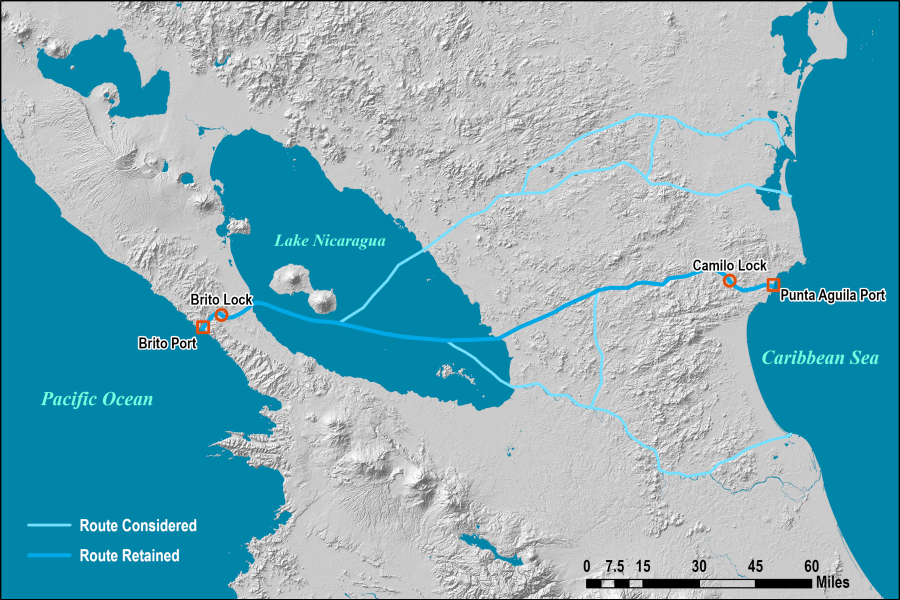 Lake Nicaragua
Camilo Lock
Punta Aguila Port
Brito Lock
Brito Port
Caribbean Sea
Pacific Ocean
Route Considered
Route Retained
0 7.5 15 30 45 60
Miles